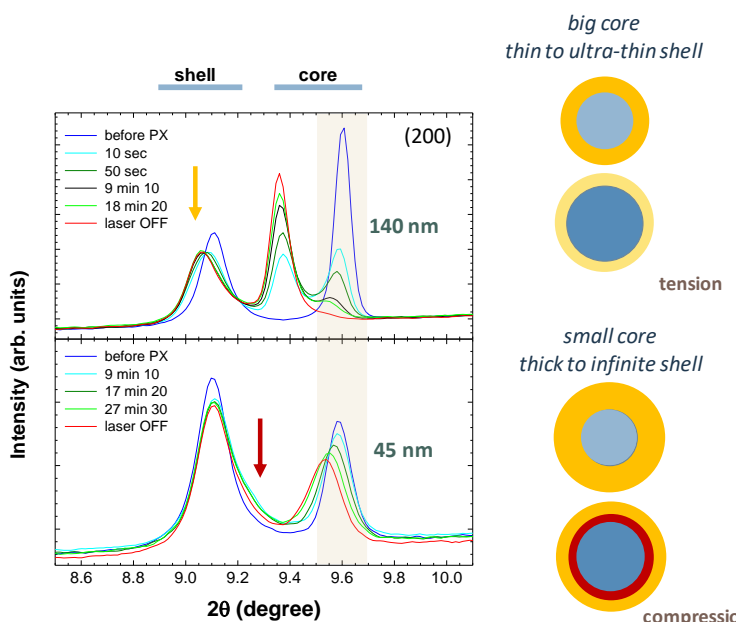 big core
thin to ultra-thin shell
shell
core
before PX
10 sec
50 sec
9 min 10
18 min 20
laser OFF
(200)
140 nm
tension
small core
thick to infinite shell
before PX
9 min 10
17 min 20
27 min 30
laser OFF
45 nm
Intensity (arb. units)
8.6
8.8
9.0
9.2
9.4
9.6
9.8
10.0
2θ (degree)
compressio